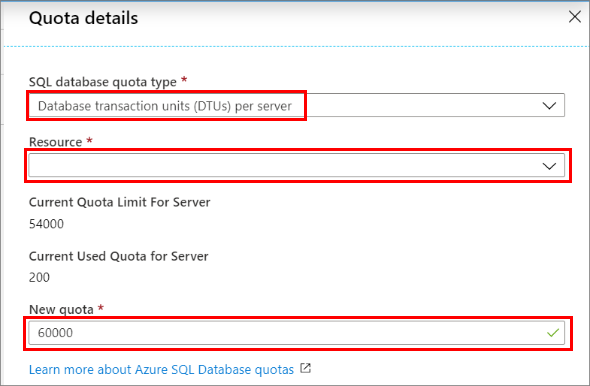 Quota details
SQL database quota type *
Database transaction units (DTUs) per server
Resource *
Current Quota Limit For Server
54000
Current Used Quota for Server
200
New quota *
60000
Learn more about Azure SQL Database quotas